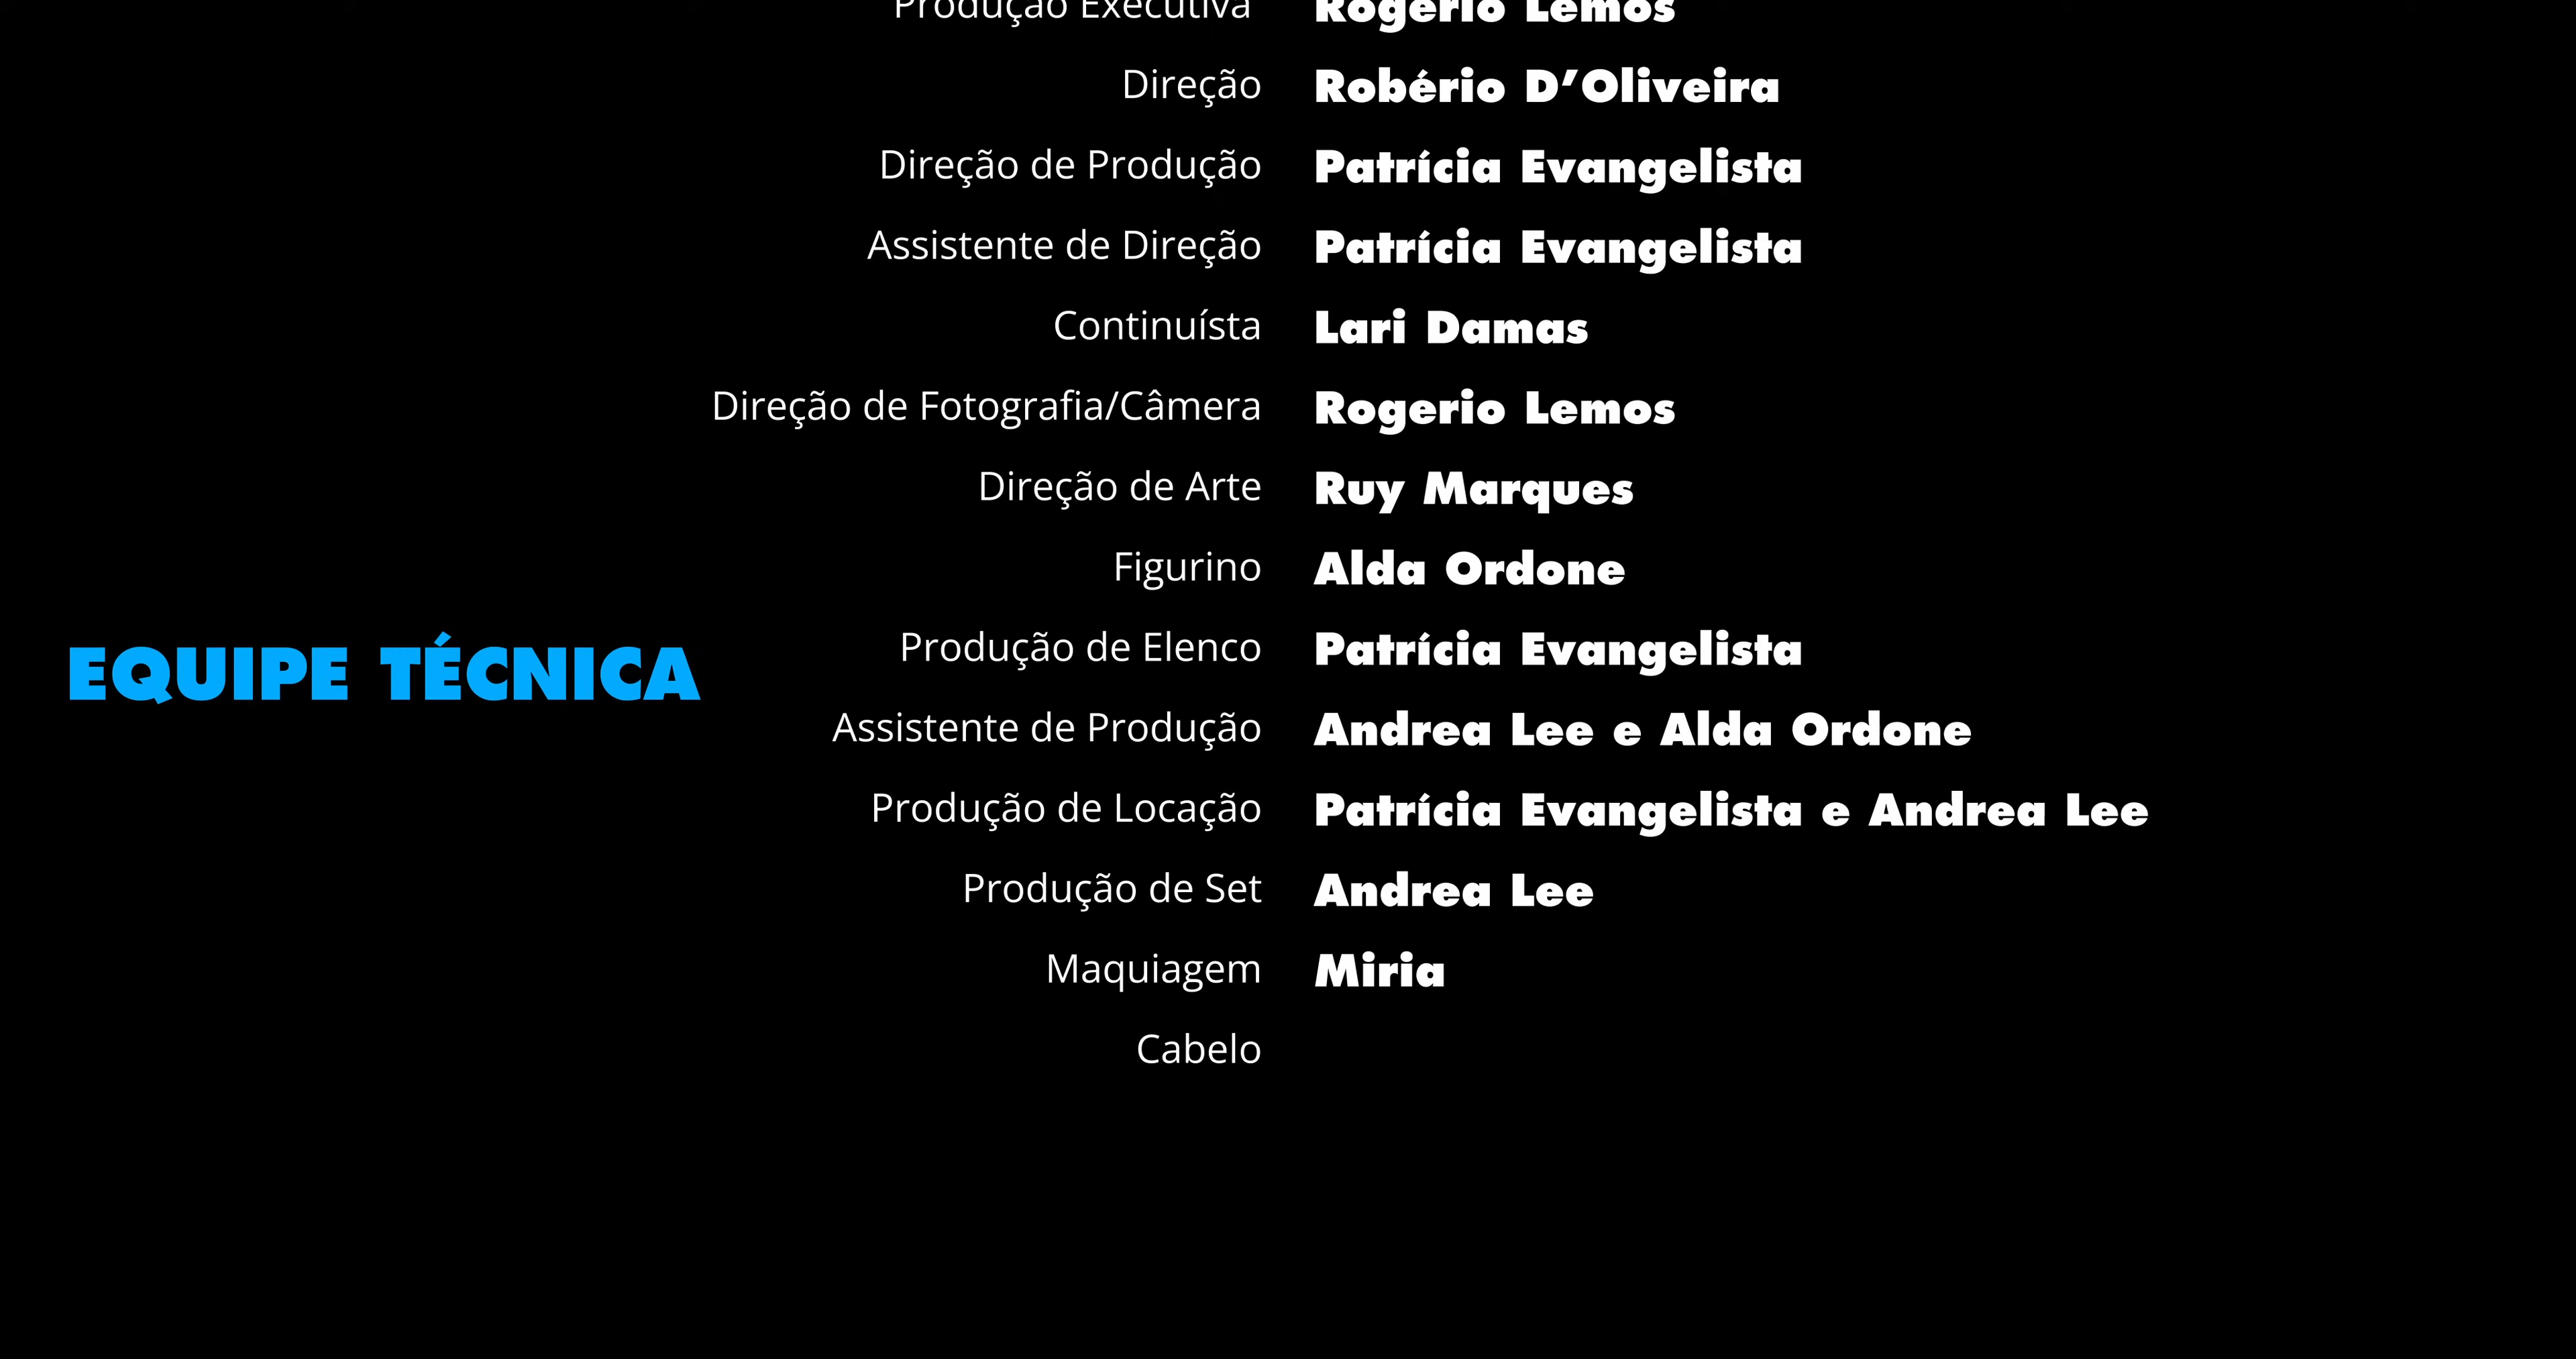 Produção Executiva Rogerio Lemos
Direção Robério D’Oliveira
Direção de Produção Patrícia Evangelista
Assistente de Direção Patrícia Evangelista
Continuísta Lari Damas
Direção de Fotografia/Câmera Rogerio Lemos
Direção de Arte Ruy Marques
Figurino Alda Ordone
Produção de Elenco Patrícia Evangelista
EQUIPE TÉCNICA
Assistente de Produção Andrea Lee e Alda Ordone
Produção de Locação Patrícia Evangelista e Andrea Lee
Produção de Set Andrea Lee
Maquiagem Miria
Cabelo